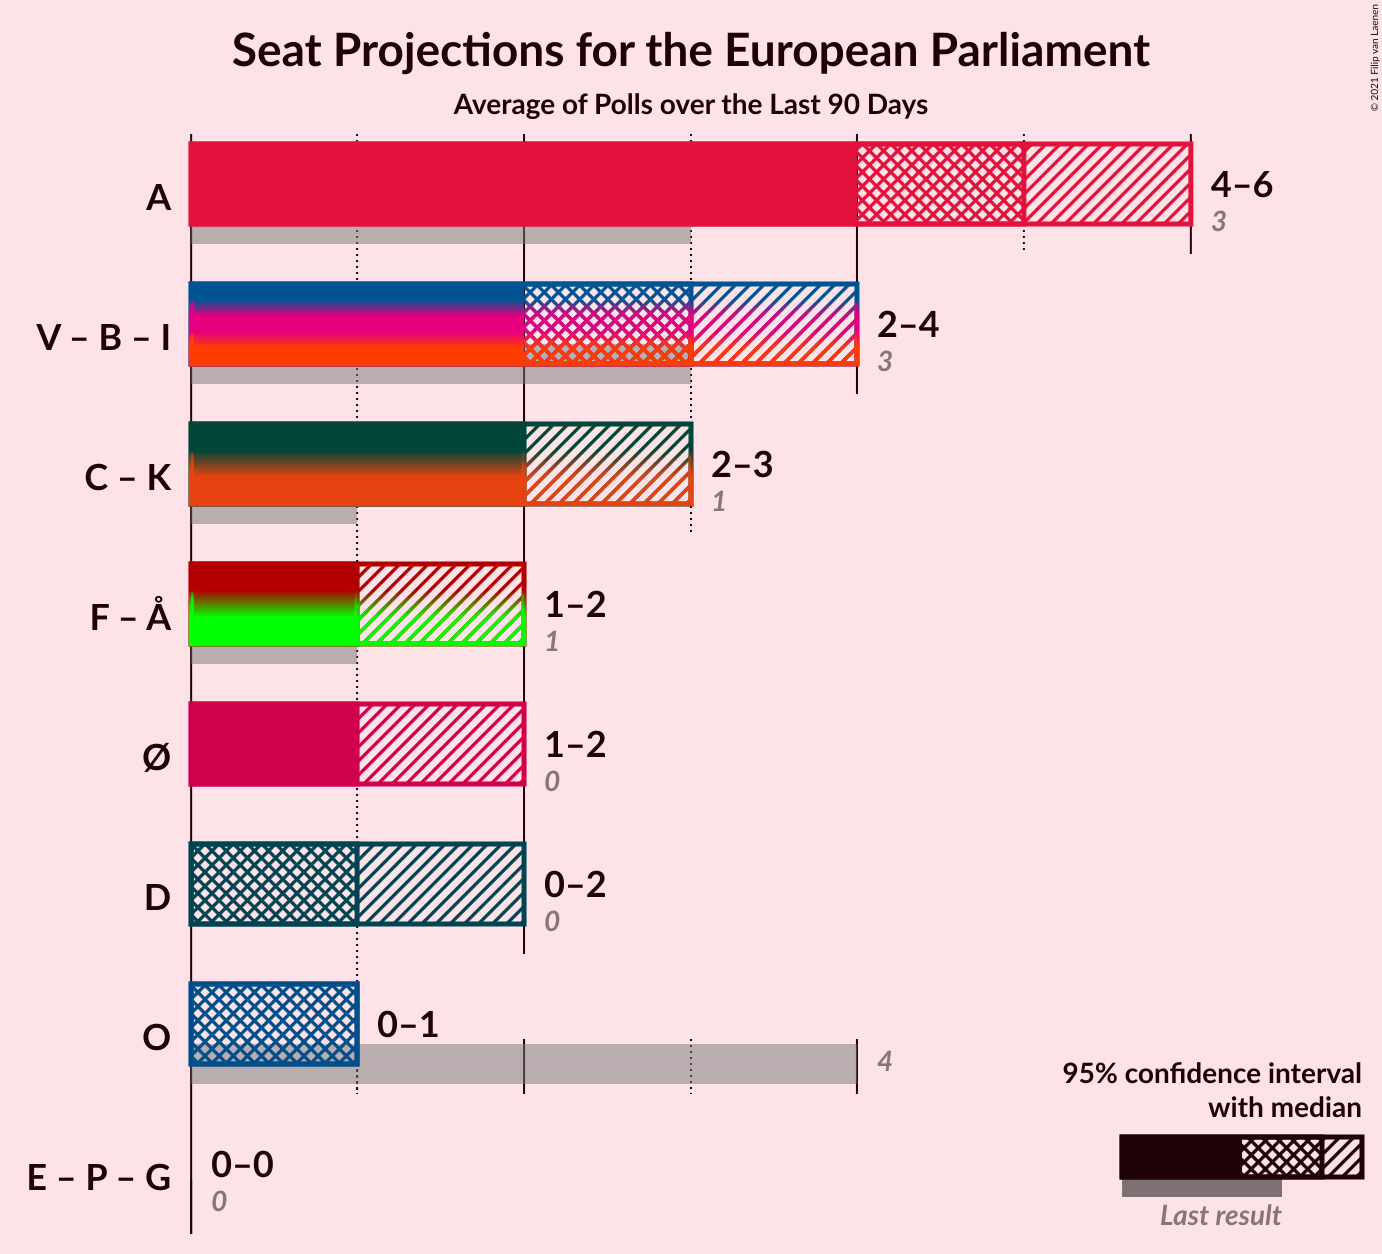 Seat Projections for the European Parliament
Average of Polls over the Last 90 Days
© 2021 Filip van Laenen
A
4–6
3
V – B – I
2–4
3
C – K
2–3
1
F – Å
1–2
1
Ø
1–2
0
D
0–2
0
O
0–1
4
E – P – G
0–0
0
95% confidence interval
with median
Last result